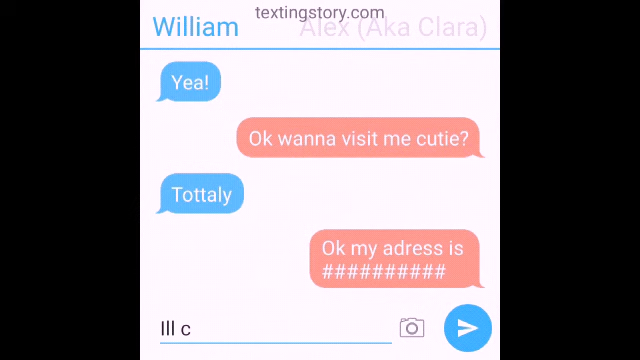 textingstory.com
William Alex (Aka Clara)
Yea!
Ok wanna visit me cutie?
Tottaly
Ok my adress is
##########
Ill c